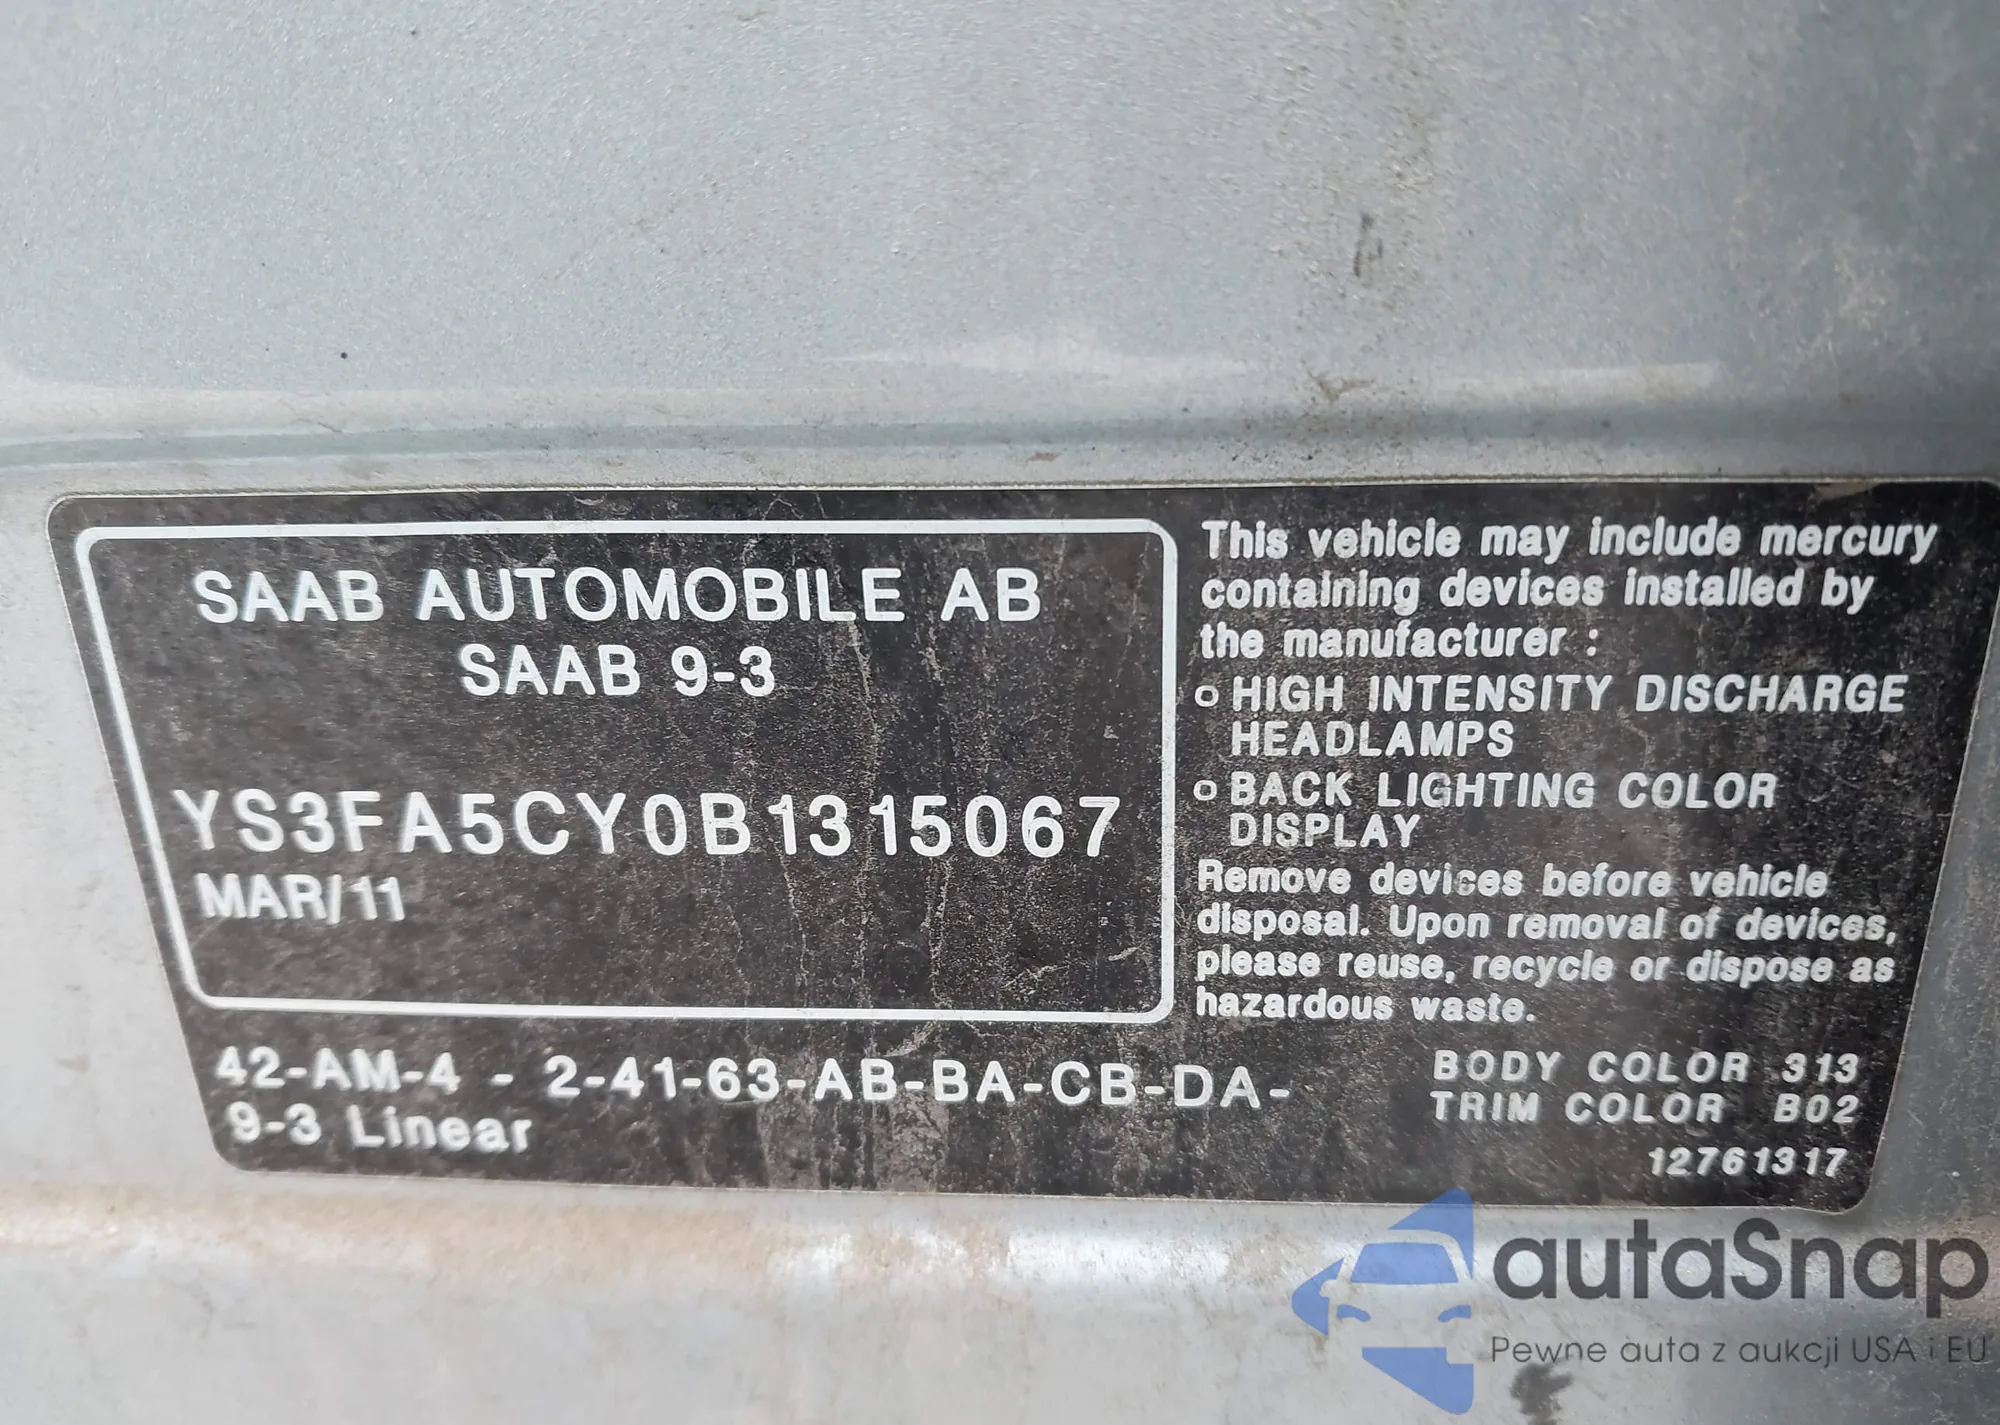 SAAB AUTOMOBILE AB
SAAB 9-3
YS3FA5CY0B1315067
MAR/11
42-AM-4 - 2-41-63-AB-BA-CB-DA-
9-3 Linear
This vehicle may include mercury
containing devices installed by
the manufacturer :
o HIGH INTENSITY DISCHARGE
HEADLAMPS
o BACK LIGHTING COLOR
DISPLAY
Remove devices before vehicle
disposal. Upon removal of devices,
please reuse, recycle or dispose as
hazardous waste.
BODY COLOR 313
TRIM COLOR B02
12761317
autaSnap
Pewne auta z aukcji USA i EU